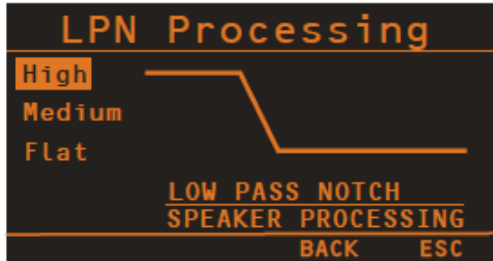 LPN Processing
High
Medium
Flat
LOW PASS NOTCH
SPEAKER PROCESSING
BACK ESC